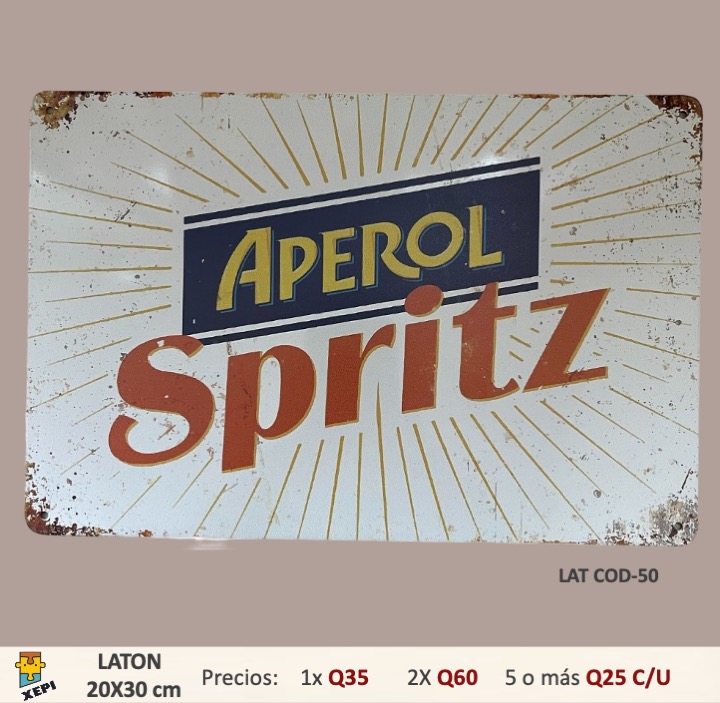 APEROL
Spritz
LAT COD-50
XEPI
LATON
20X30 cm
Precios: 1x Q35 2X Q60 5 o más Q25 C/U